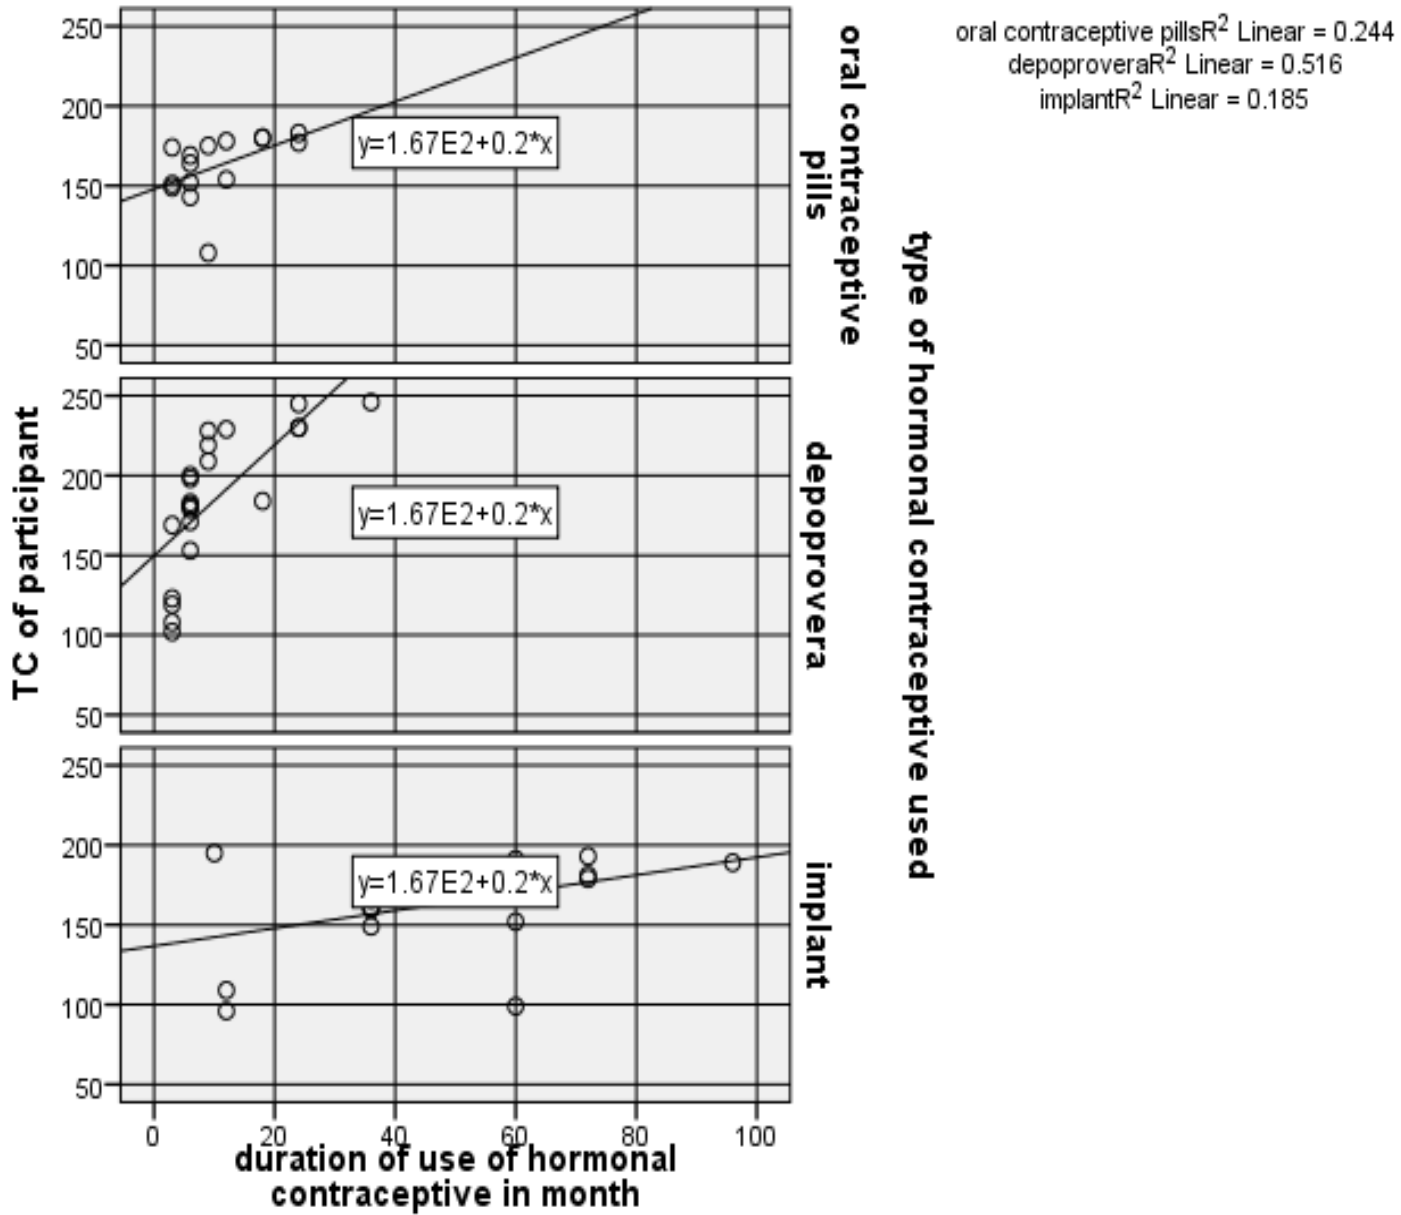 oral contraceptive pillsR2 Linear = 0.244
depoproveraR2 Linear = 0.516
implantR2 Linear = 0.185
TC of participant
250
200
150
100
50
y=1.67E2+0.2*x
oral contraceptive
pills
250
200
150
100
50
y=1.67E2+0.2*x
depoprovera
250
200
150
100
50
y=1.67E2+0.2*x
implant
type of hormonal contraceptive used
0 20 40 60 80 100
duration of use of hormonal
contraceptive in month